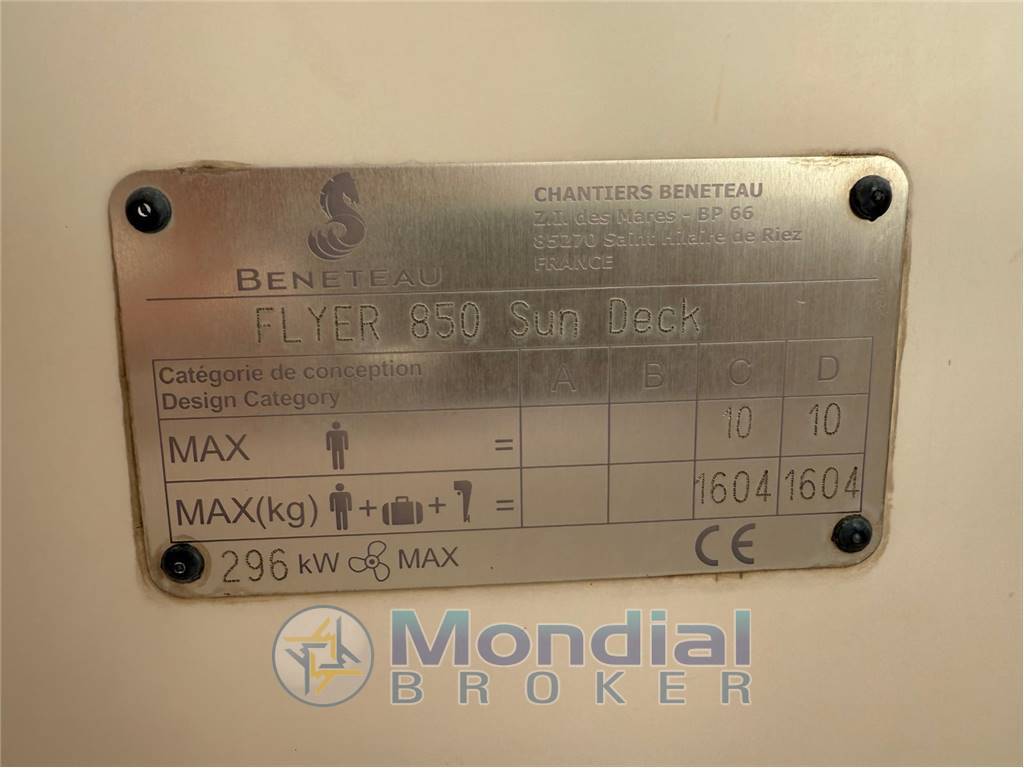 BENETEAU
CHANTIERS BENETEAU
Z.I. des Mares - BP 66
85270 Saint Hilaire de Riez
FRANCE
FLYER 850 Sun Deck
Catégorie de conception
Design Category
A B C D
MAX = 10 10
MAX(kg) + + = 1604 1604
296 kW MAX CE
Mondial
BROKER